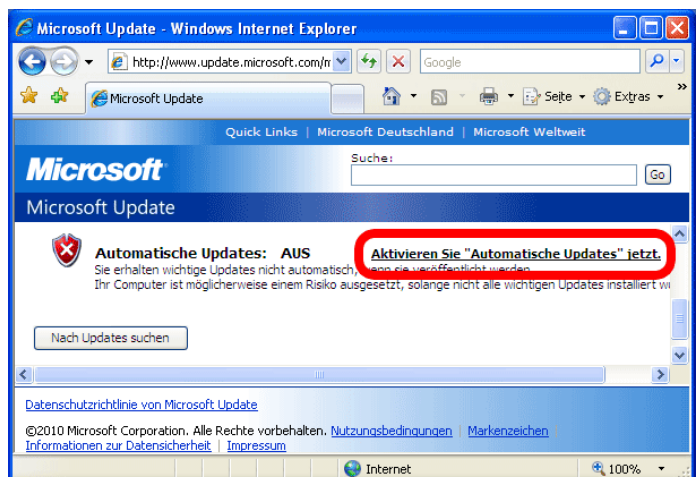 Microsoft Update - Windows Internet Explorer
http://www.update.microsoft.com/
Google
Microsoft Update
Seite
Extras
»
Quick Links | Microsoft Deutschland | Microsoft Weltweit
Microsoft
Suche:
Go
Microsoft Update
Automatische Updates: AUS
Aktivieren Sie "Automatische Updates" jetzt.
Sie erhalten wichtige Updates nicht automatisch, wenn sie veröffentlicht werden.
Ihr Computer ist möglicherweise einem Risiko ausgesetzt, solange nicht alle wichtigen Updates installiert
Nach Updates suchen
Datenschutzrichtlinie von Microsoft Update
©2010 Microsoft Corporation. Alle Rechte vorbehalten. Nutzungsbedingungen | Markenzeichen |
Informationen zur Datensicherheit | Impressum
Internet
100%